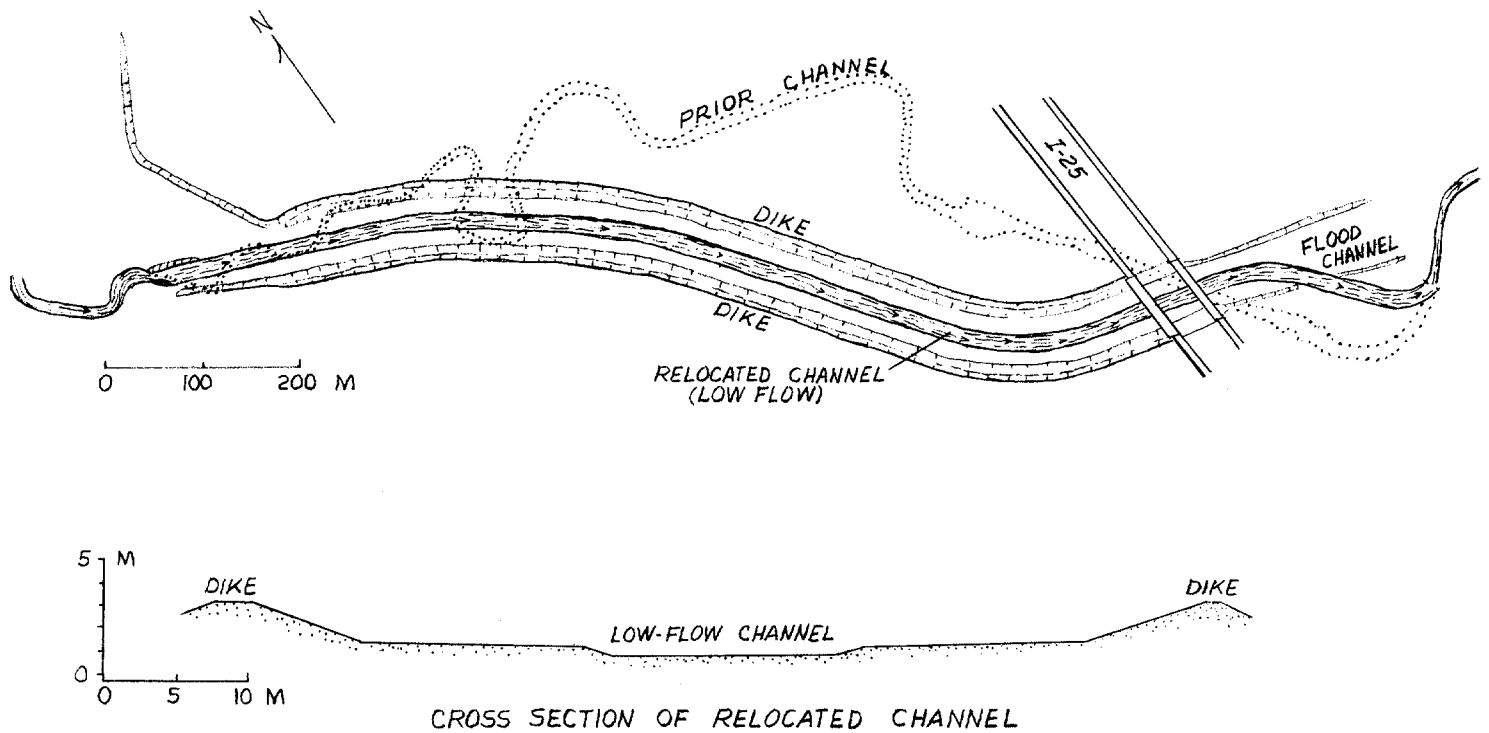 N
PRIOR CHANNEL
I-25
DIKE
FLOOD
CHANNEL
DIKE
0 100 200 M
RELOCATED CHANNEL
(LOW FLOW)
5 M
DIKE
DIKE
LOW-FLOW CHANNEL
0
0 5 10 M
CROSS SECTION OF RELOCATED CHANNEL